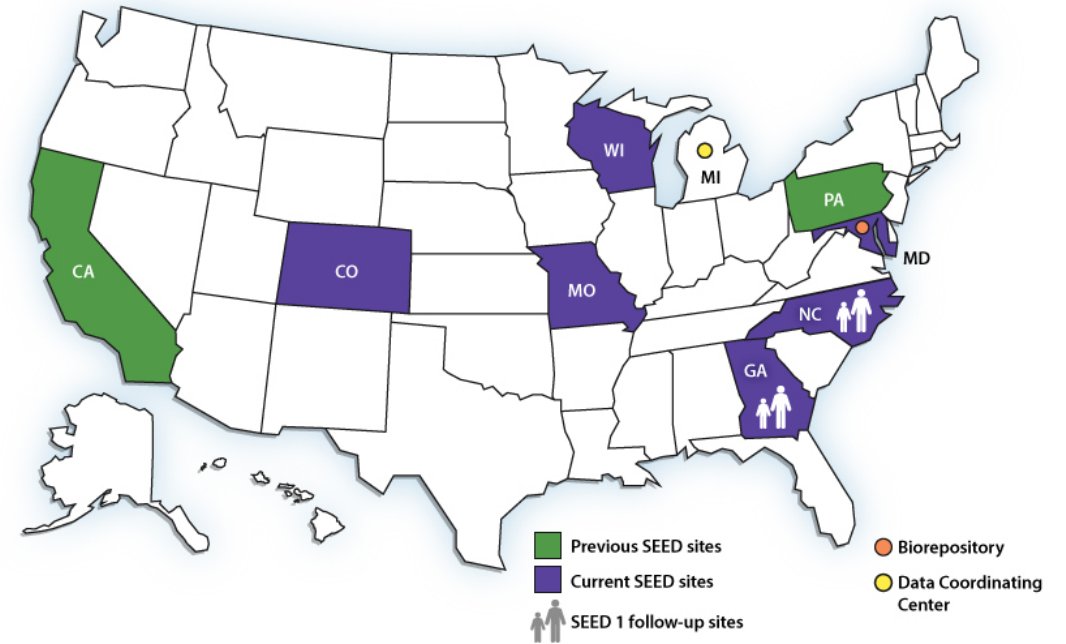 WI
MI
PA
MD
CA
CO
MO
NC
GA
Previous SEED sites
Current SEED sites
SEED 1 follow-up sites
Biorepository
Data Coordinating
Center